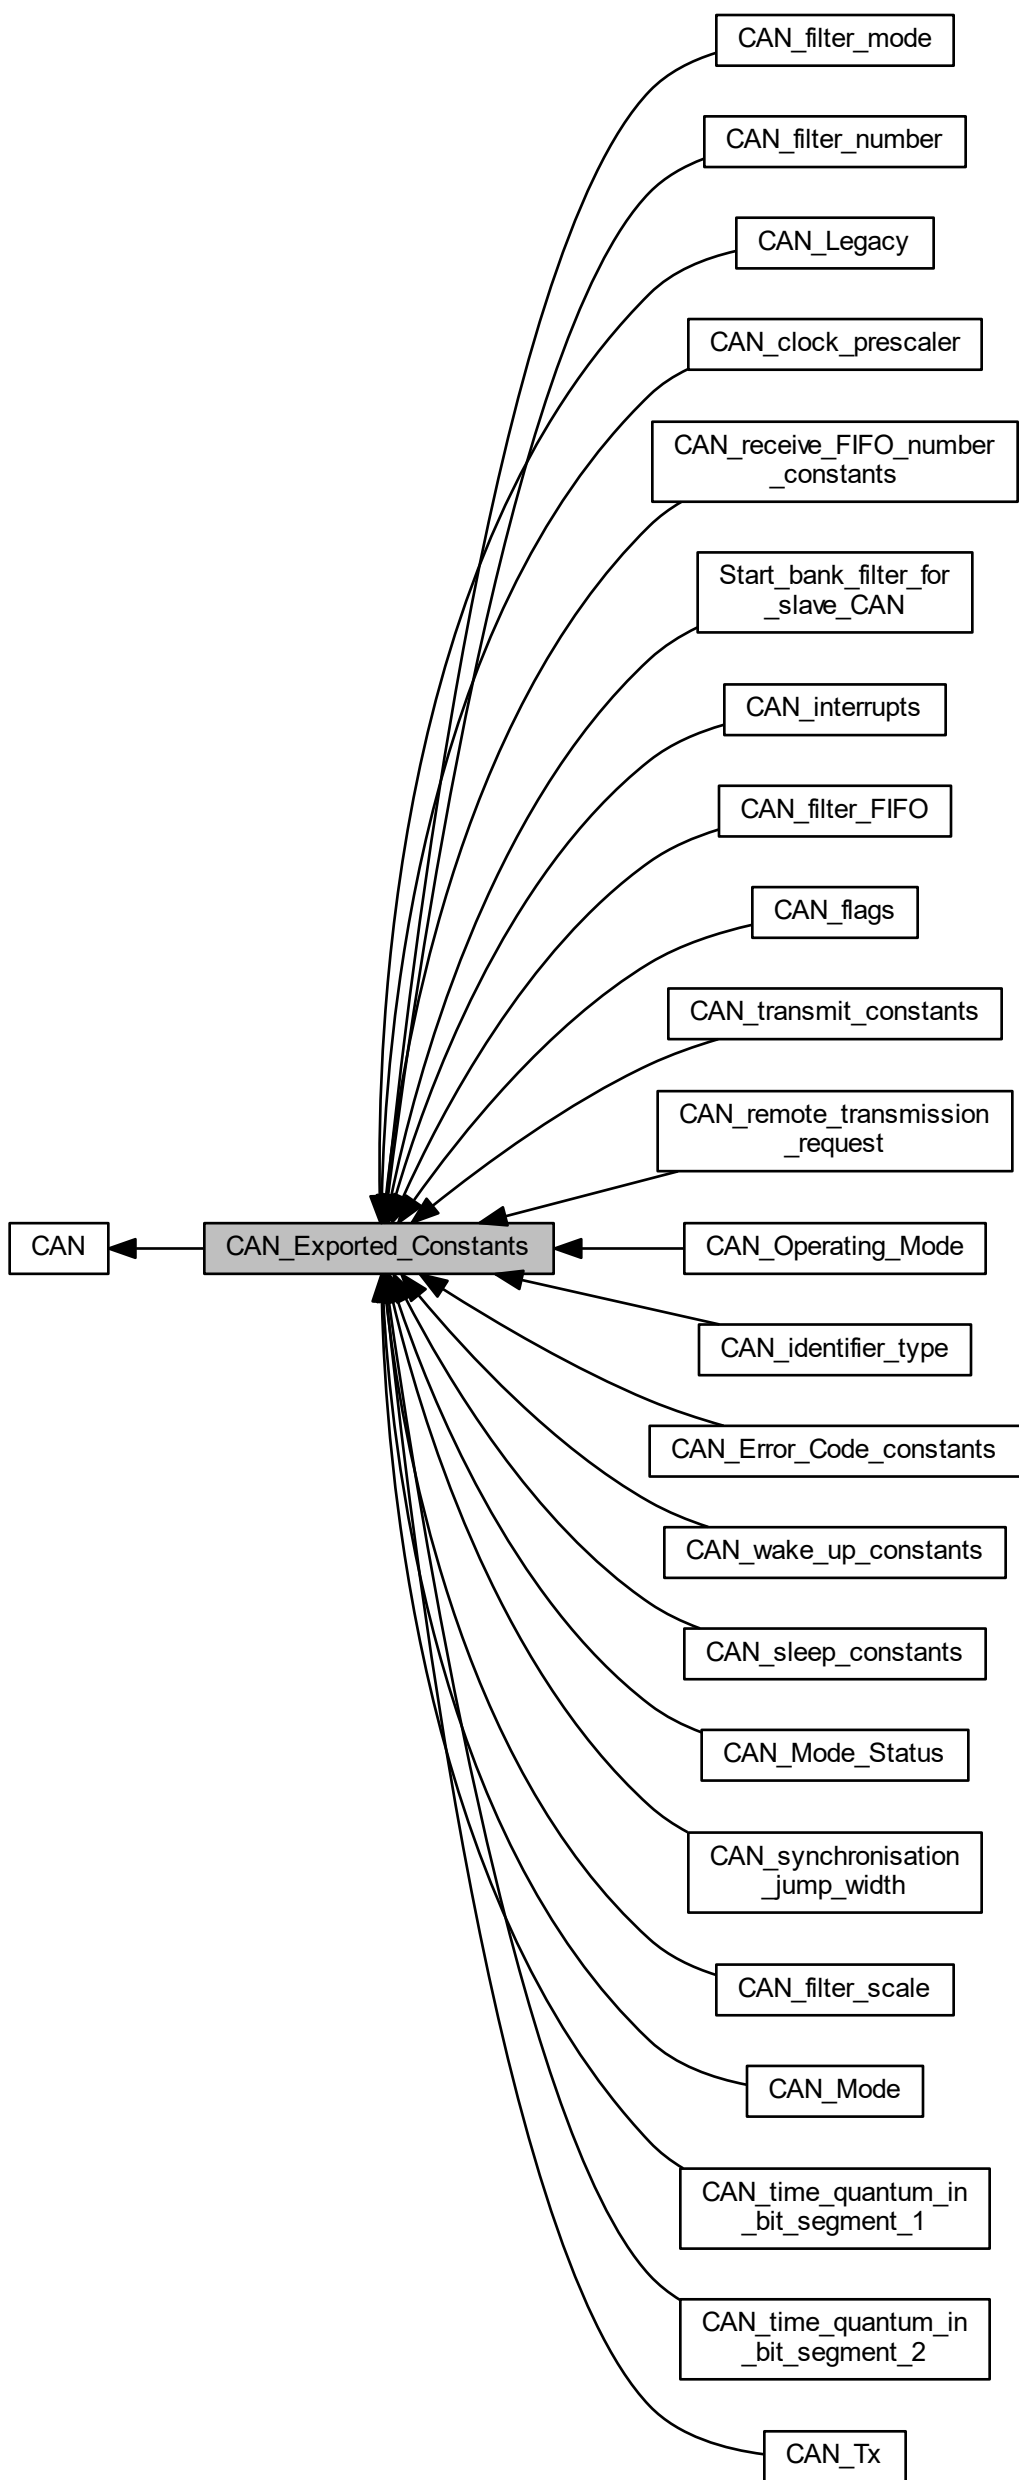 CAN_filter_mode
CAN_filter_number
CAN_Legacy
CAN_clock_prescaler
CAN_receive_FIFO_number
_constants
Start_bank_filter_for
_slave_CAN
CAN_interrupts
CAN_filter_FIFO
CAN_flags
CAN_transmit_constants
CAN_remote_transmission
_request
CAN
CAN_Exported_Constants
CAN_Operating_Mode
CAN_identifier_type
CAN_Error_Code_constants
CAN_wake_up_constants
CAN_sleep_constants
CAN_Mode_Status
CAN_synchronisation
_jump_width
CAN_filter_scale
CAN_Mode
CAN_time_quantum_in
_bit_segment_1
CAN_time_quantum_in
_bit_segment_2
CAN_Tx